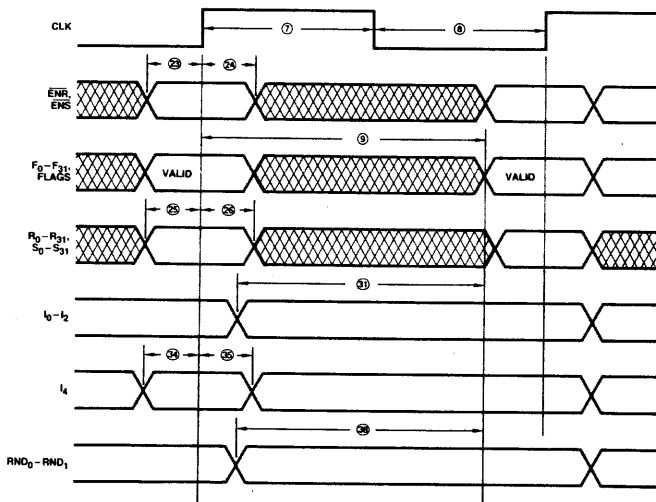 CLK
⑦
⑧
㉓
㉔
ENR,
ENS
⑨
F0–F31,
FLAGS
VALID
VALID
㉕
㉖
R0–R31,
S0–S31
㉛
I0–I2
㉞
㉟
I4
㊳
RND0–RND1